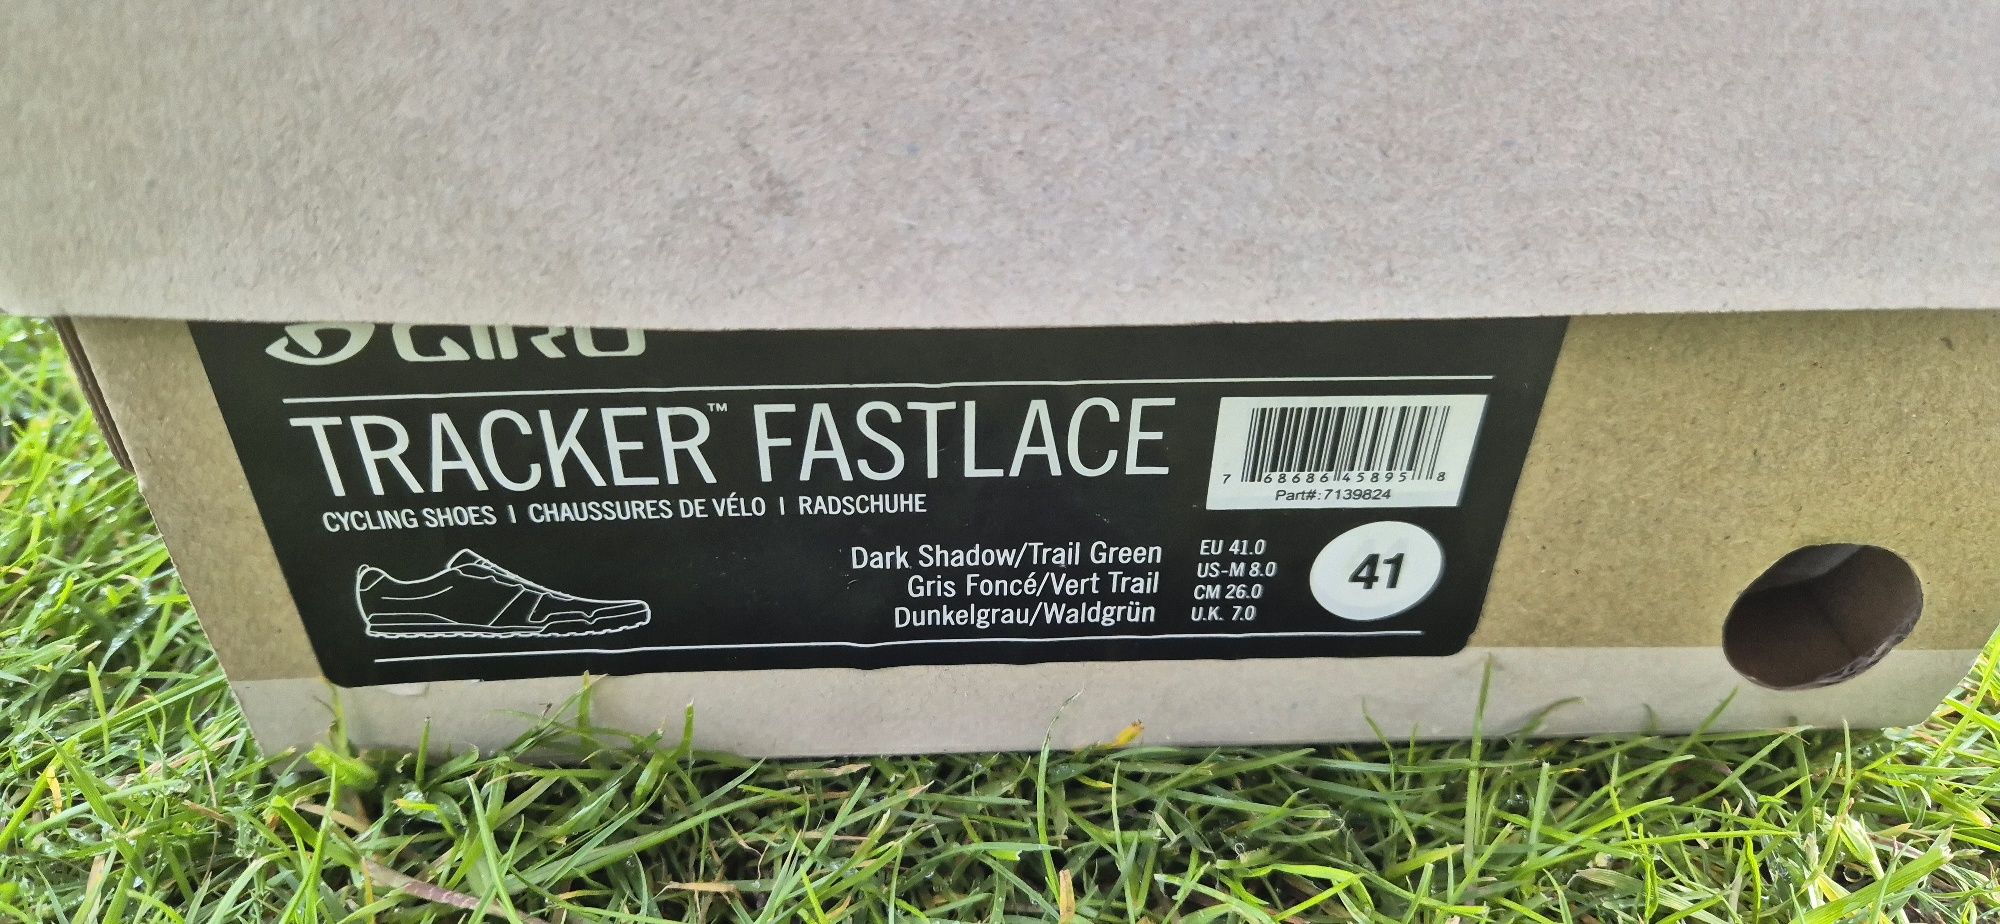 GIRO
TRACKER™ FASTLACE
CYCLING SHOES | CHAUSSURES DE VÉLO | RADSCHUHE
7 68686 45895 8
Part#: 7139824
Dark Shadow/Trail Green
Gris Foncé/Vert Trail
Dunkelgrau/Waldgrün
EU 41.0
US-M 8.0
CM 26.0
U.K. 7.0
41